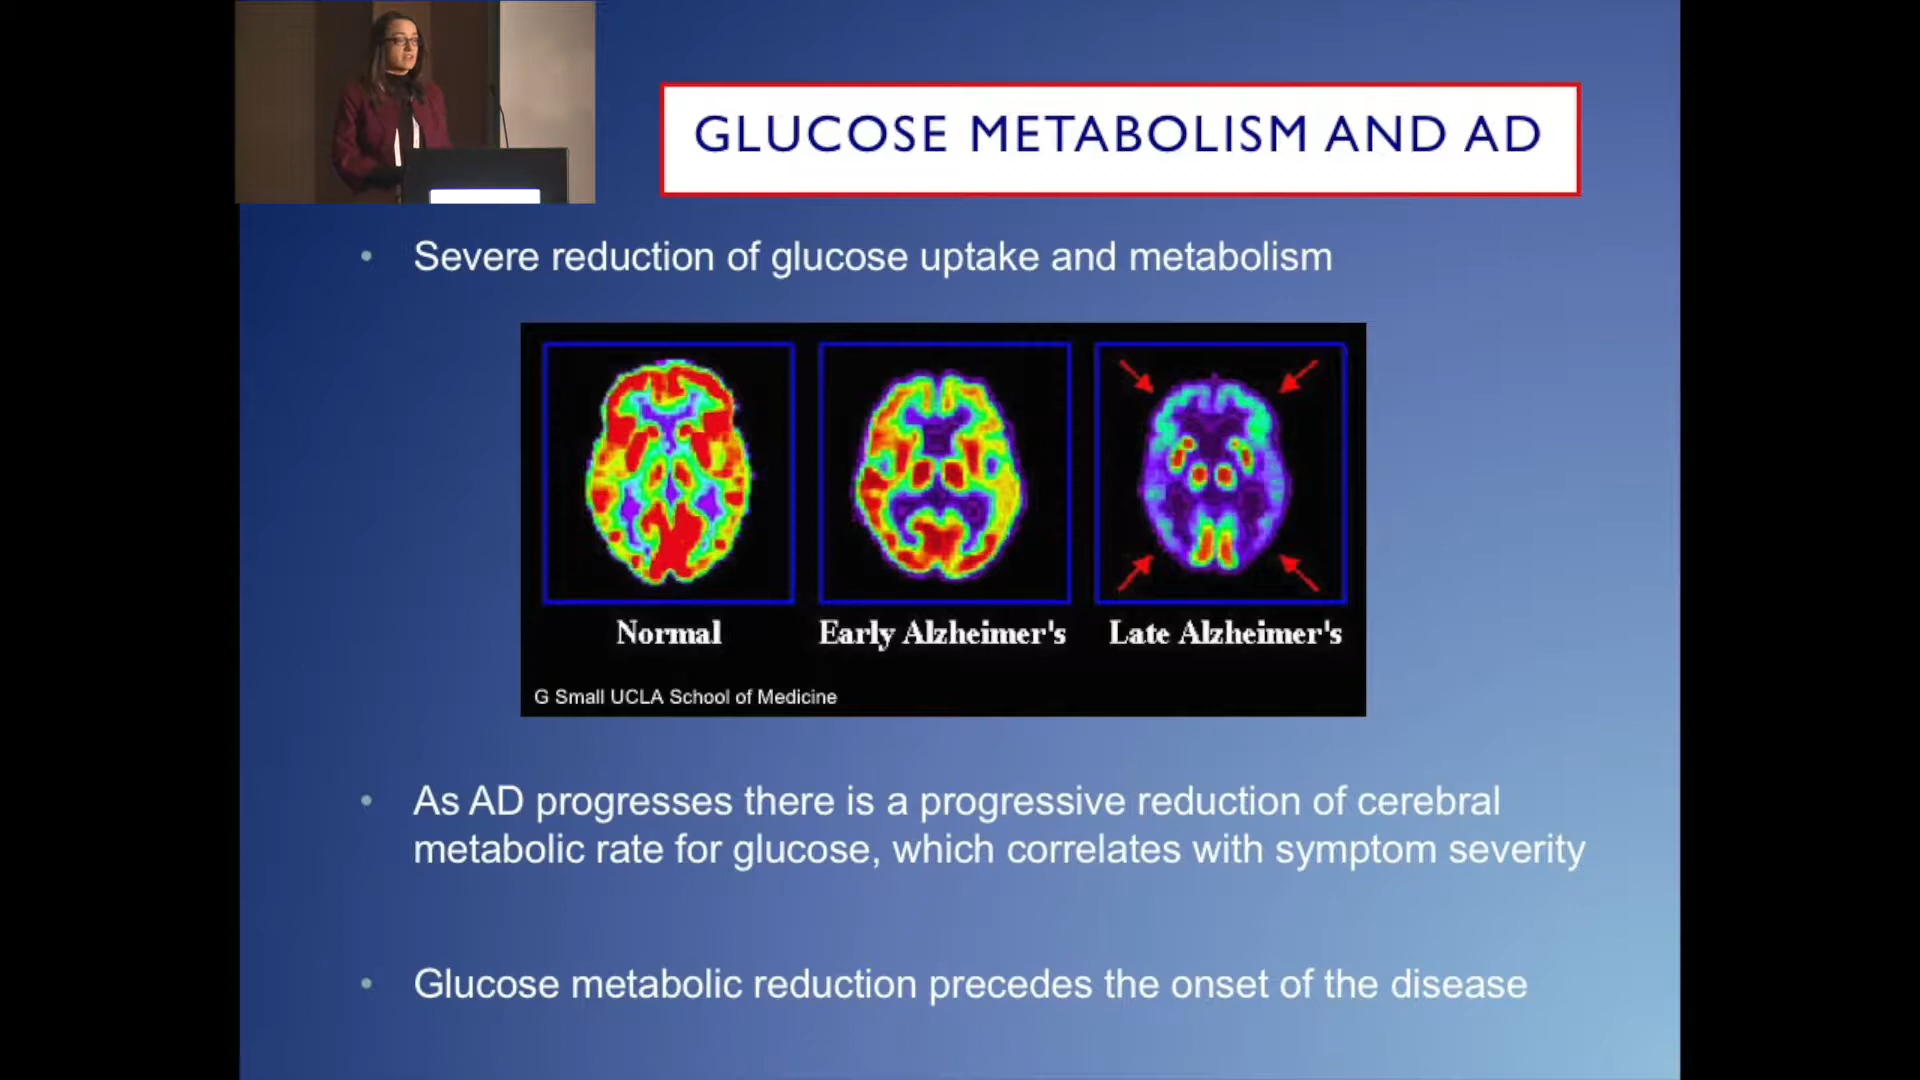 GLUCOSE METABOLISM AND AD
• Severe reduction of glucose uptake and metabolism
Normal
Early Alzheimer's
Late Alzheimer's
G Small UCLA School of Medicine
• As AD progresses there is a progressive reduction of cerebral
metabolic rate for glucose, which correlates with symptom severity
• Glucose metabolic reduction precedes the onset of the disease